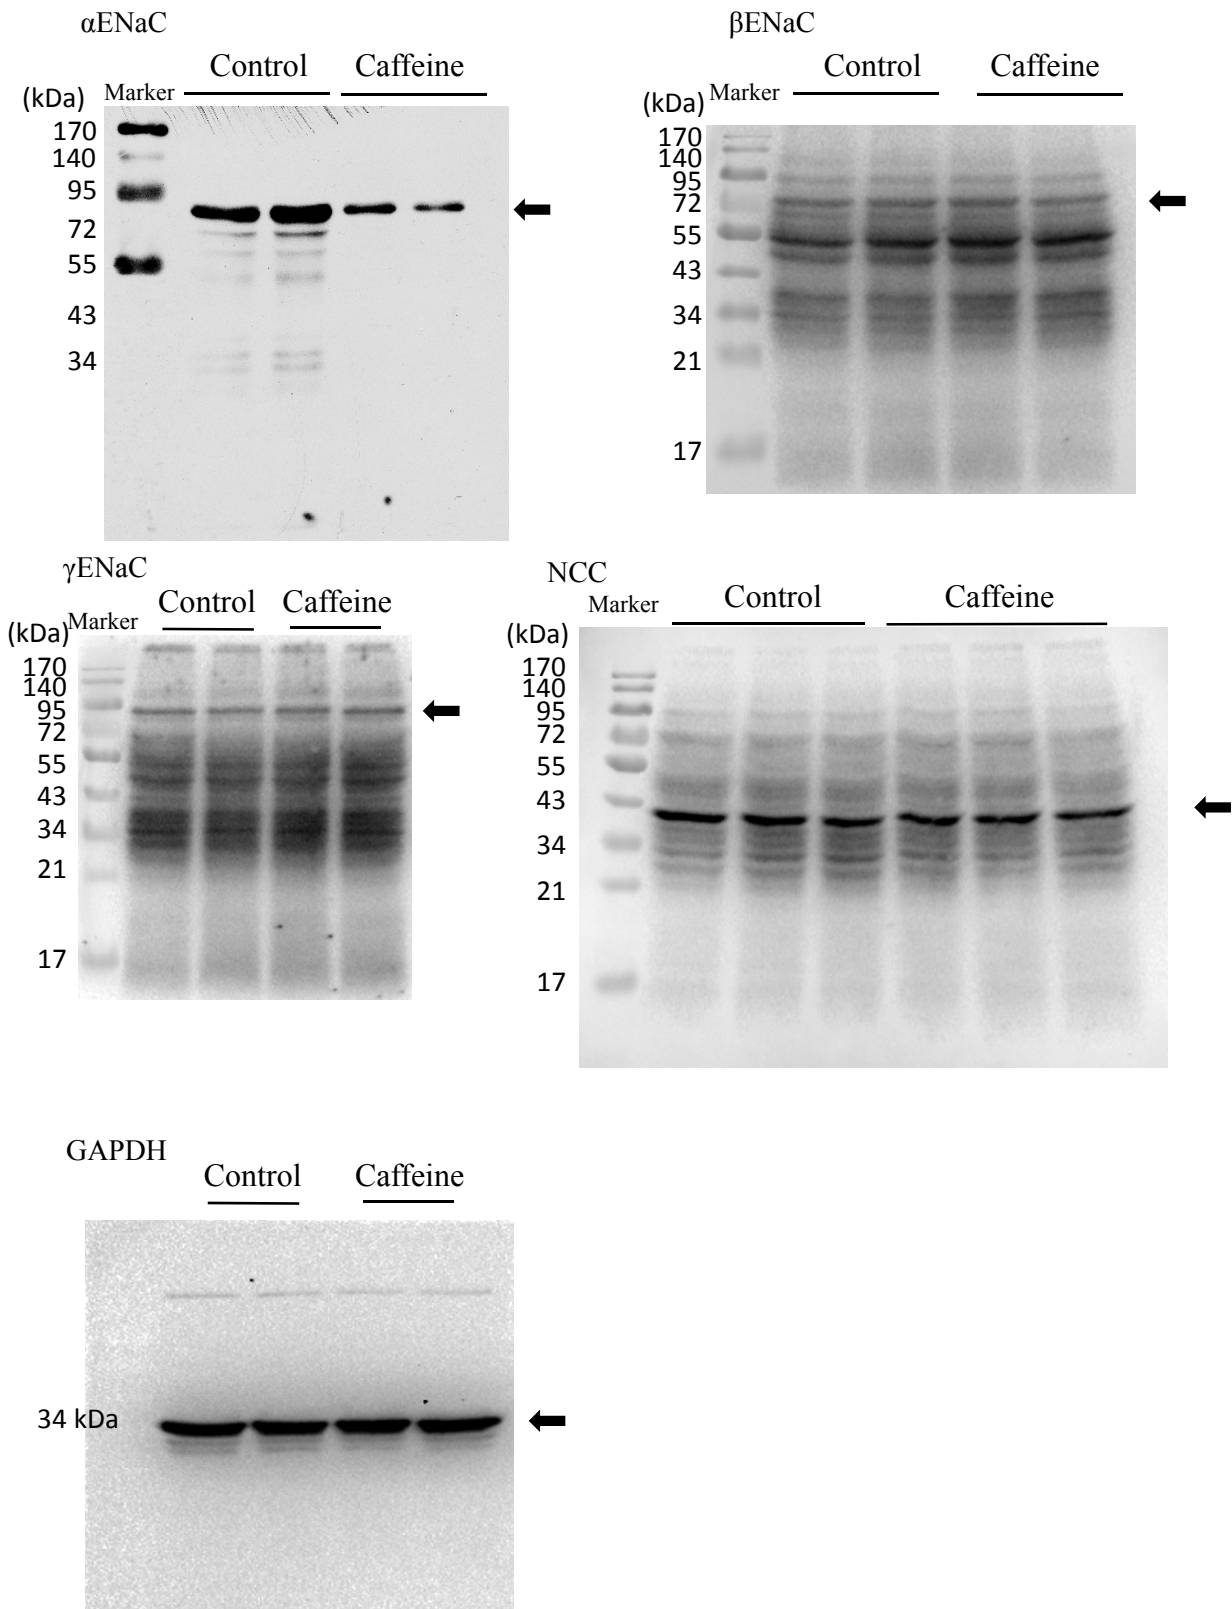 αENaC
Control Caffeine
(kDa) Marker
170
140
95
72
55
43
34
βENaC
Control Caffeine
(kDa) Marker
170
140
95
72
55
43
34
21
17
γENaC
Control Caffeine
Marker
(kDa)
170
140
95
72
55
43
34
21
17
NCC
Marker Control Caffeine
(kDa)
170
140
95
72
55
43
34
21
17
GAPDH
Control Caffeine
34 kDa